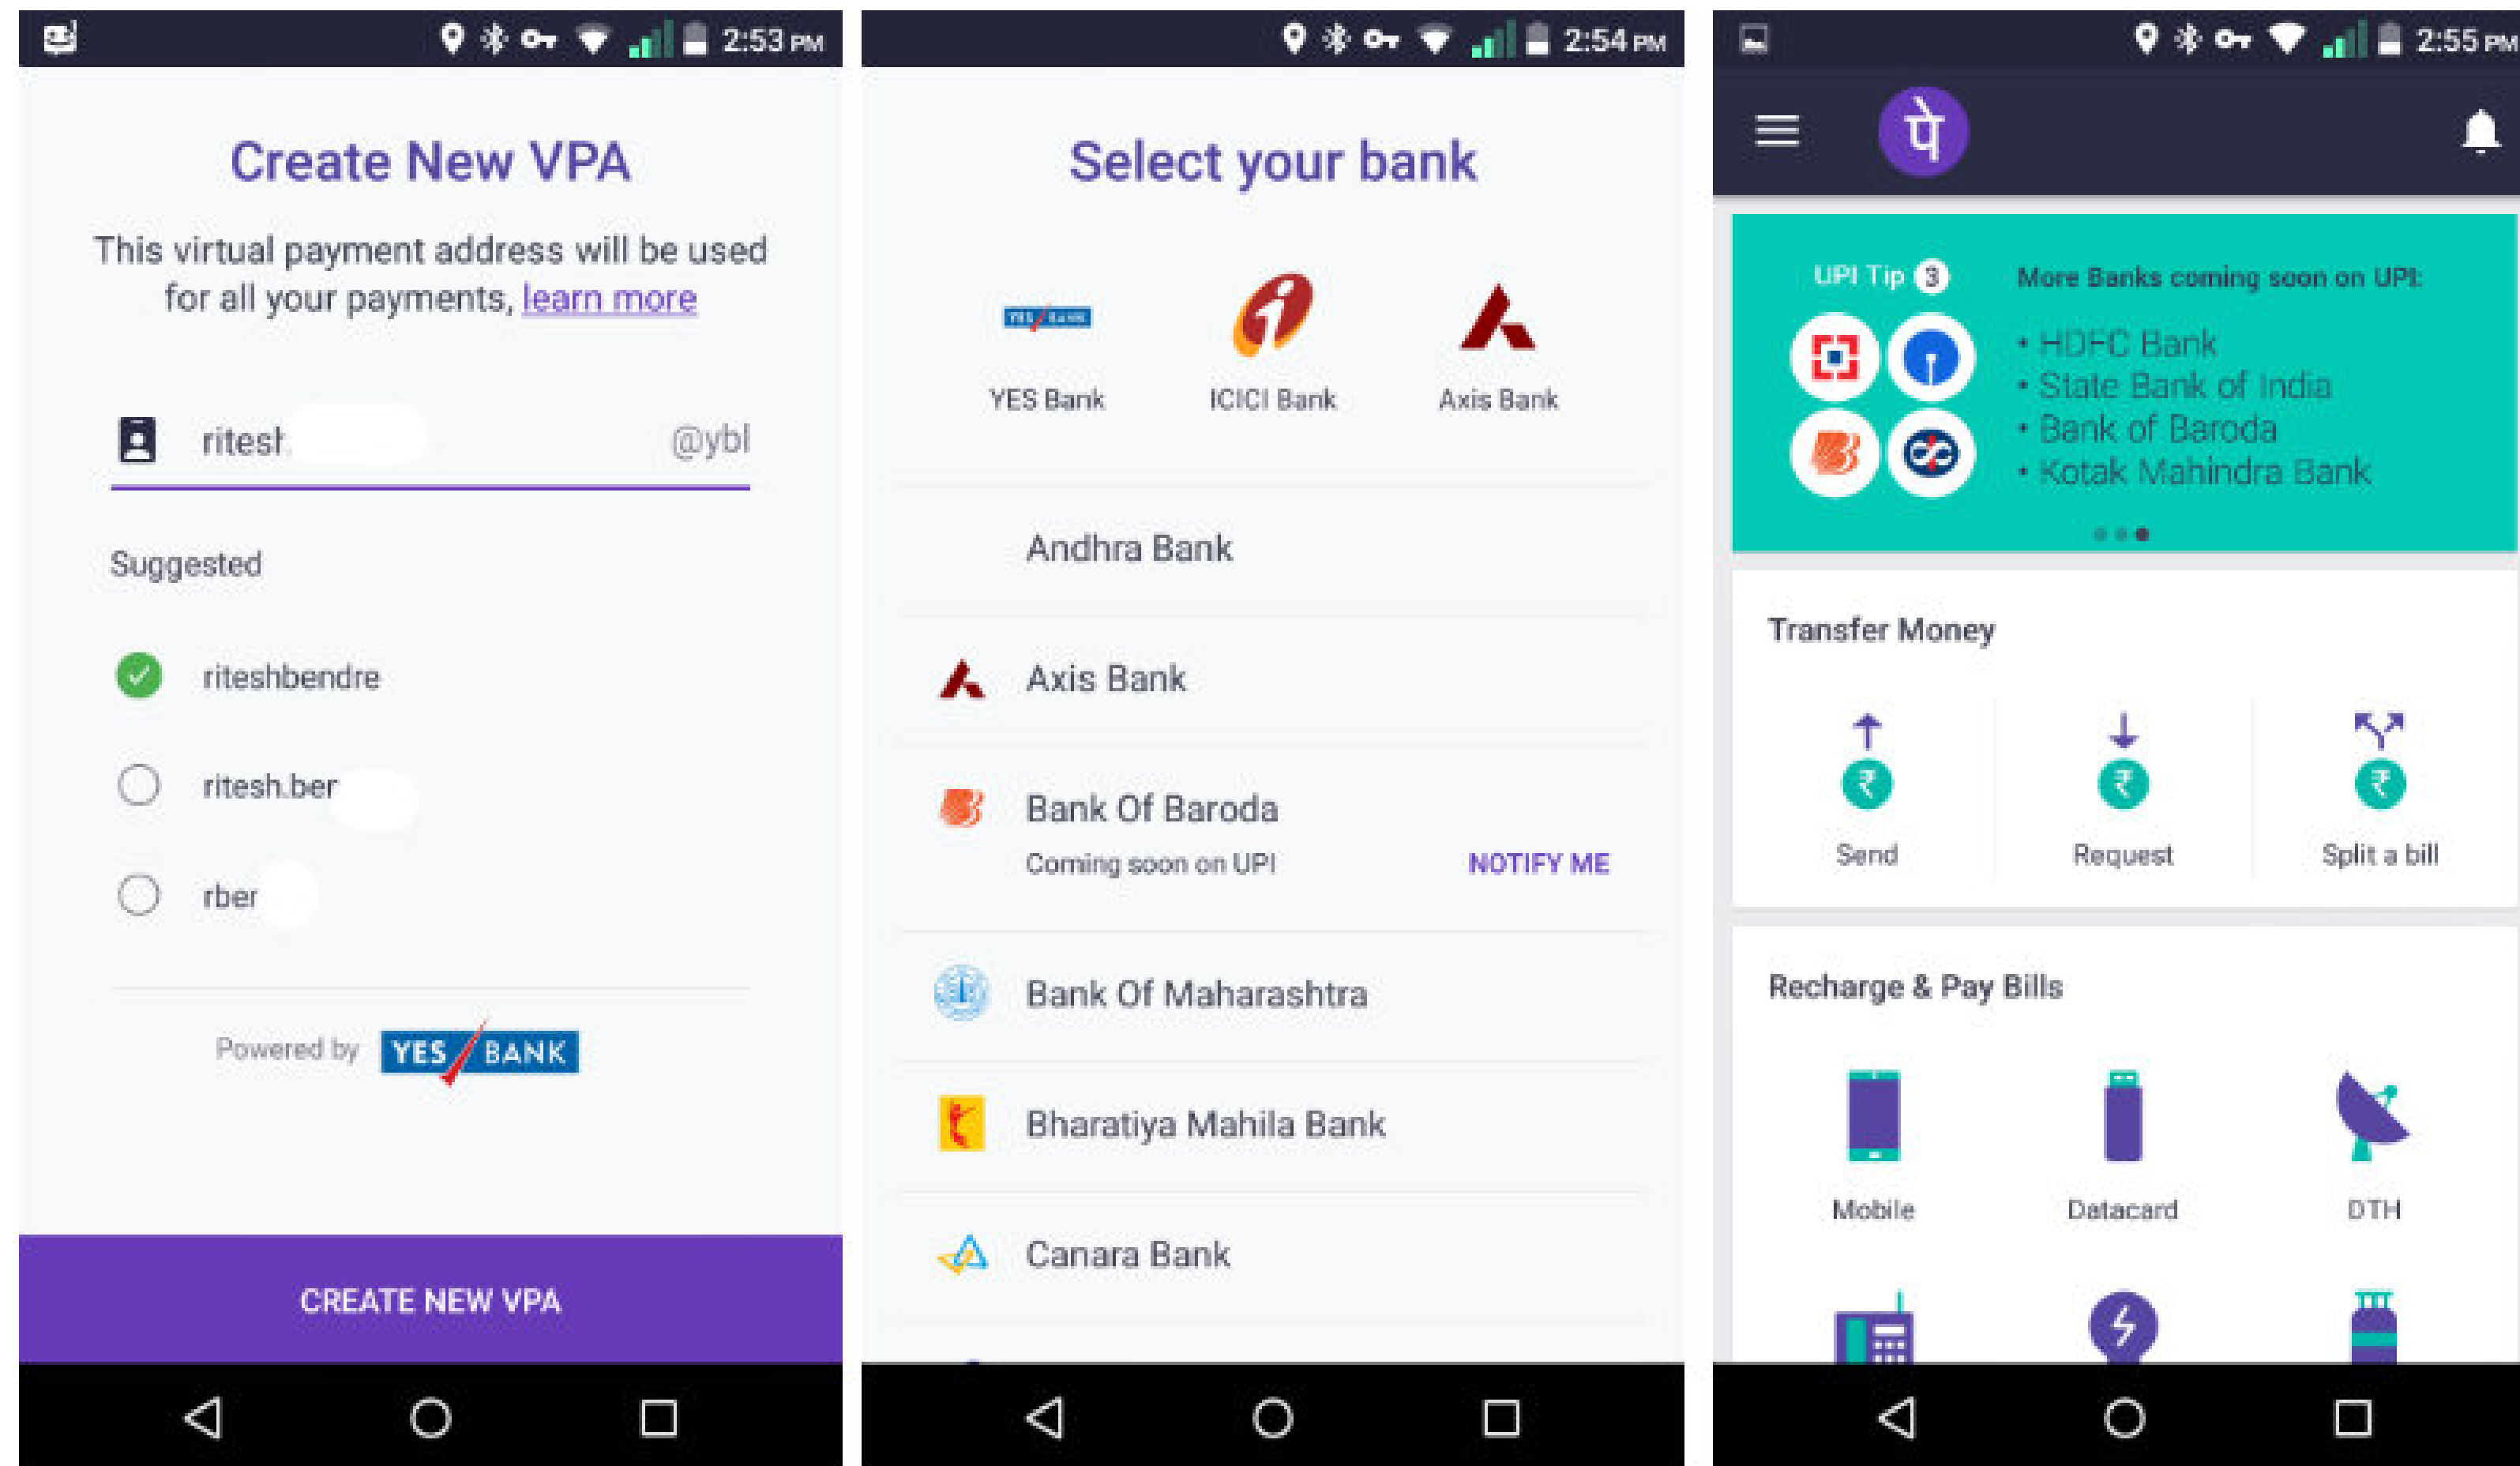 2:53 PM
Create New VPA
This virtual payment address will be used
for all your payments, learn more
@ybl
Suggested
riteshbendre
ritesh.ber
rber
Powered by YES BANK
CREATE NEW VPA
2:54 PM
Select your bank
YES BANK
YES Bank ICICI Bank Axis Bank
Andhra Bank
Axis Bank
Bank Of Baroda
Coming soon on UPI NOTIFY ME
Bank Of Maharashtra
Bharatiya Mahila Bank
Canara Bank
2:55 PM
पे
UPI Tip 3
More Banks coming soon on UPI:
• HDFC Bank
• State Bank of India
• Bank of Baroda
• Kotak Mahindra Bank
Transfer Money
₹ ₹ ₹
Send Request Split a bill
Recharge & Pay Bills
Mobile Datacard DTH